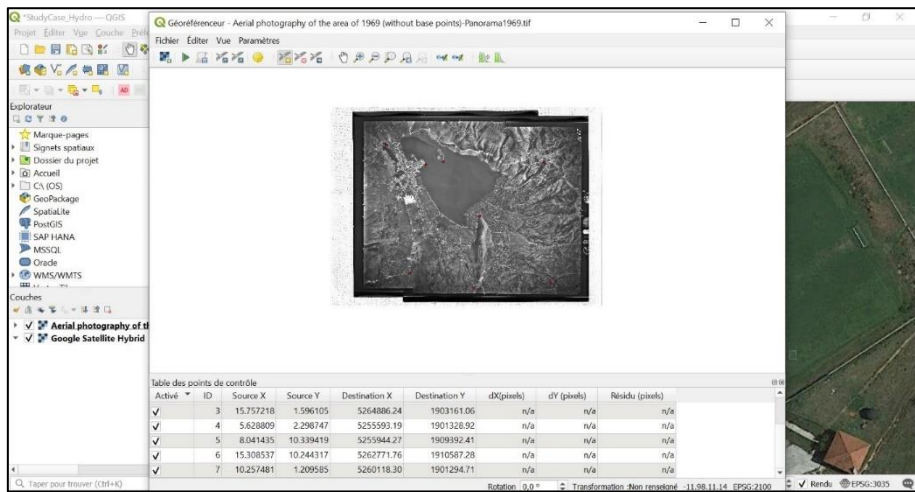 *StudyCase_Hydro — QGIS
Projet Éditer Vue Couche
Géoréférenceur - Aerial photography of the area of 1969 (without base points)-Panorama1969.tif
Fichier Éditer Vue Paramètres
Explorateur
Marque-pages
Signets spatiaux
Dossier du projet
Accueil
C:\ (OS)
GeoPackage
SpatiaLite
PostGIS
SAP HANA
MSSQL
Oracle
WMS/WMTS
Couches
Aerial photography of th
Google Satellite Hybrid
Table des points de contrôle
Activé ID Source X Source Y Destination X Destination Y dX(pixels) dY (pixels) Résidu (pixels)
3 15.757218 1.596105 5264886.24 1903161.06 n/a n/a n/a
4 5.628809 2.298747 5255593.19 1901328.92 n/a n/a n/a
5 8.041435 10.339419 5255944.27 1909392.41 n/a n/a n/a
6 15.308537 10.244317 5262771.76 1910587.28 n/a n/a n/a
7 10.257481 1.209585 5260118.30 1901294.71 n/a n/a n/a
Taper pour trouver (Ctrl+K)
Rotation 0,0 ° Transformation :Non renseigné -11.98,11.14 EPSG:2100
Rendu EPSG:3035